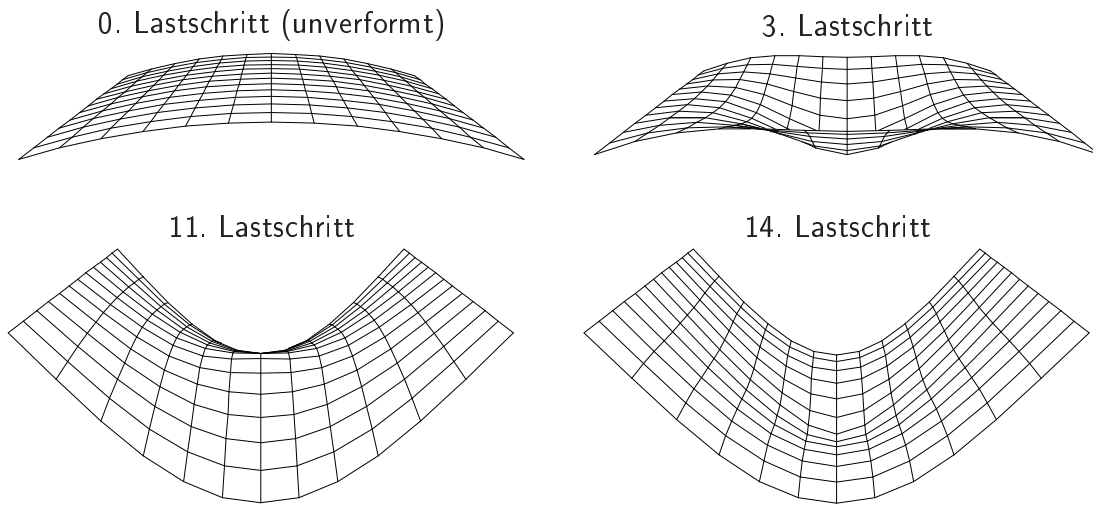 0. Lastschritt (unverformt)
3. Lastschritt
11. Lastschritt
14. Lastschritt